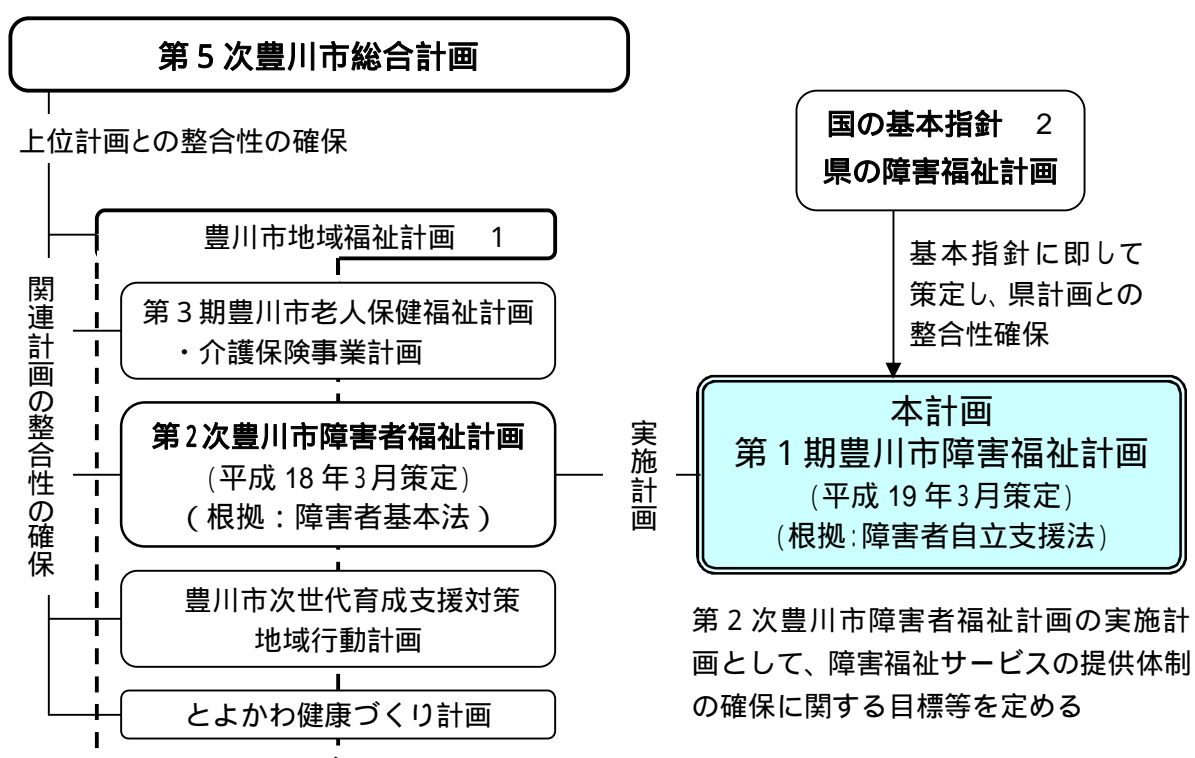 第5次豊川市総合計画
上位計画との整合性の確保
豊川市地域福祉計画 1
関連計画の整合性の確保
第3期豊川市老人保健福祉計画
・介護保険事業計画
第2次豊川市障害者福祉計画
(平成18年3月策定)
(根拠:障害者基本法)
豊川市次世代育成支援対策
地域行動計画
とよかわ健康づくり計画
実施計画
国の基本指針 2
県の障害福祉計画
基本指針に即して
策定し、県計画との
整合性確保
本計画
第1期豊川市障害福祉計画
(平成19年3月策定)
(根拠:障害者自立支援法)
第2次豊川市障害者福祉計画の実施計
画として、障害福祉サービスの提供体制
の確保に関する目標等を定める